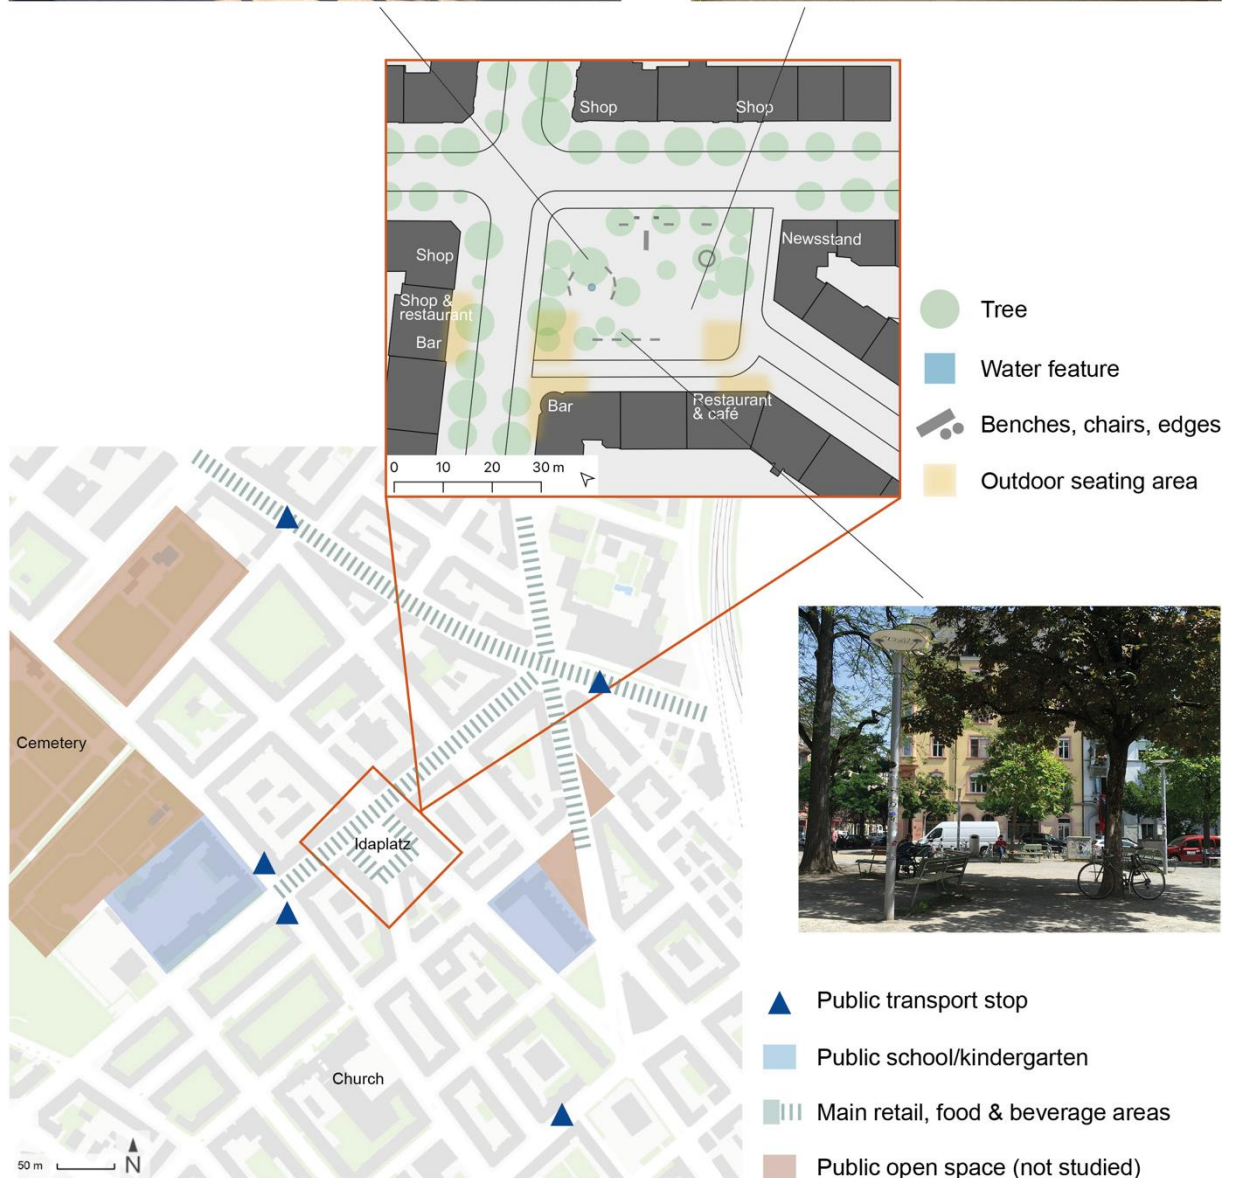 Shop
Shop
Shop
Newsstand
Shop &
restaurant
Bar
Bar
Restaurant
& café
0 10 20 30 m
Tree
Water feature
Benches, chairs, edges
Outdoor seating area
Cemetery
Idaplatz
Church
50 m
N
Public transport stop
Public school/kindergarten
Main retail, food & beverage areas
Public open space (not studied)